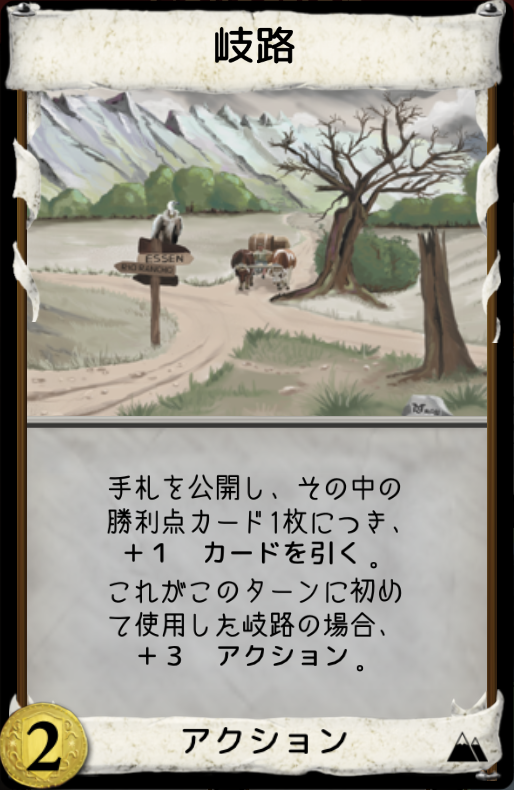 岐路
ESSEN
RIO RANCHO
手札を公開し、その中の
勝利点カード1枚につき、
＋１　カードを引く。
これがこのターンに初め
て使用した岐路の場合、
＋３　アクション。
2
アクション